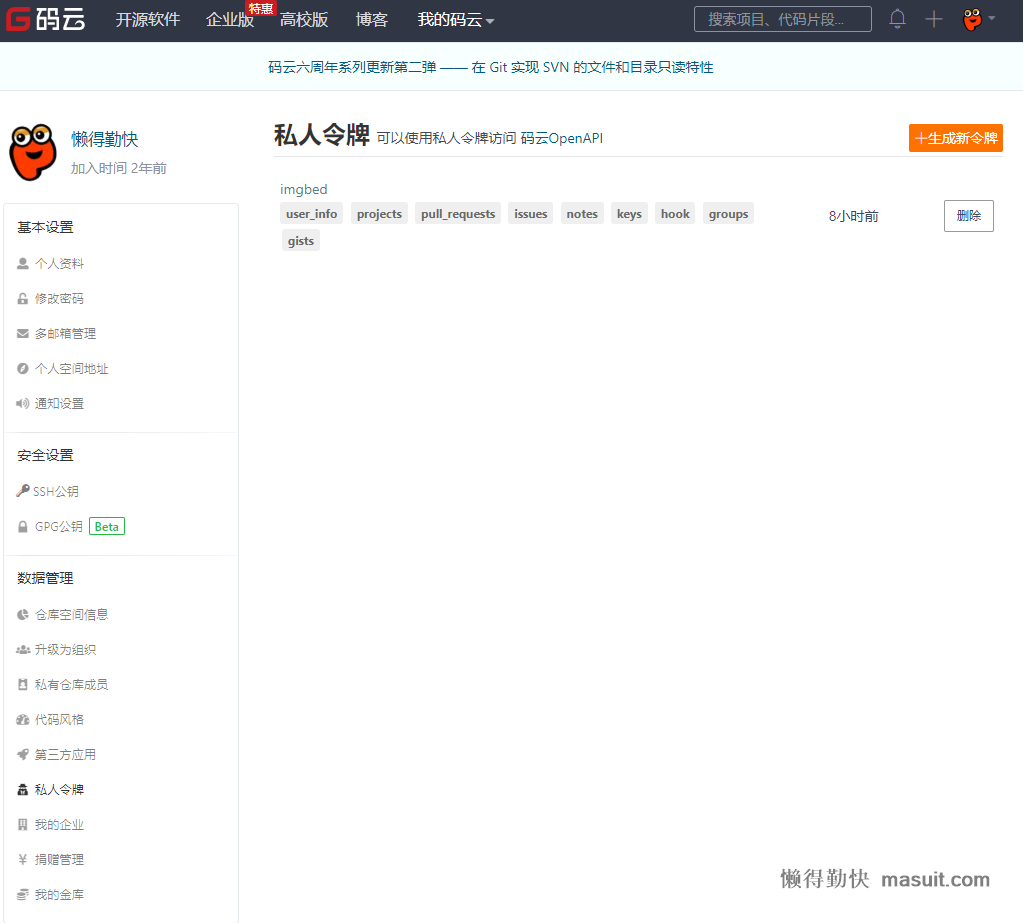 码云 开源软件 企业版 特惠 高校版 博客 我的码云 搜索项目、代码片段...
码云六周年系列更新第二弹 —— 在 Git 实现 SVN 的文件和目录只读特性
懒得勤快
加入时间 2年前
基本设置
个人资料
修改密码
多邮箱管理
个人空间地址
通知设置
安全设置
SSH公钥
GPG公钥 Beta
数据管理
仓库空间信息
升级为组织
私有仓库成员
代码风格
第三方应用
私人令牌
我的企业
¥ 捐赠管理
我的金库
私人令牌 可以使用私人令牌访问 码云OpenAPI
+生成新令牌
imgbed
user_info projects pull_requests issues notes keys hook groups
gists
8小时前
删除
懒得勤快 masuit.com